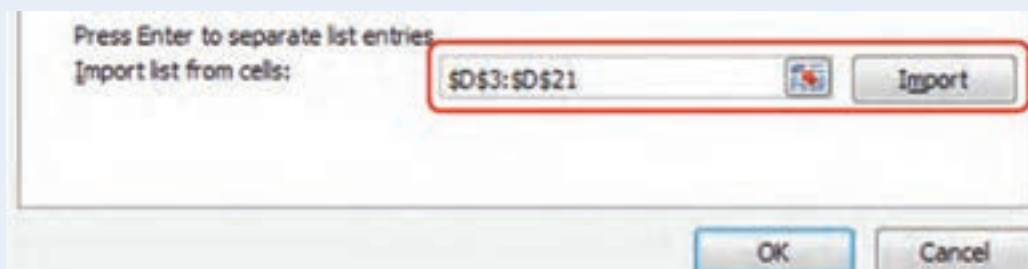 Press Enter to separate list entries.
Import list from cells:
$D$3:$D$21
Import
OK
Cancel